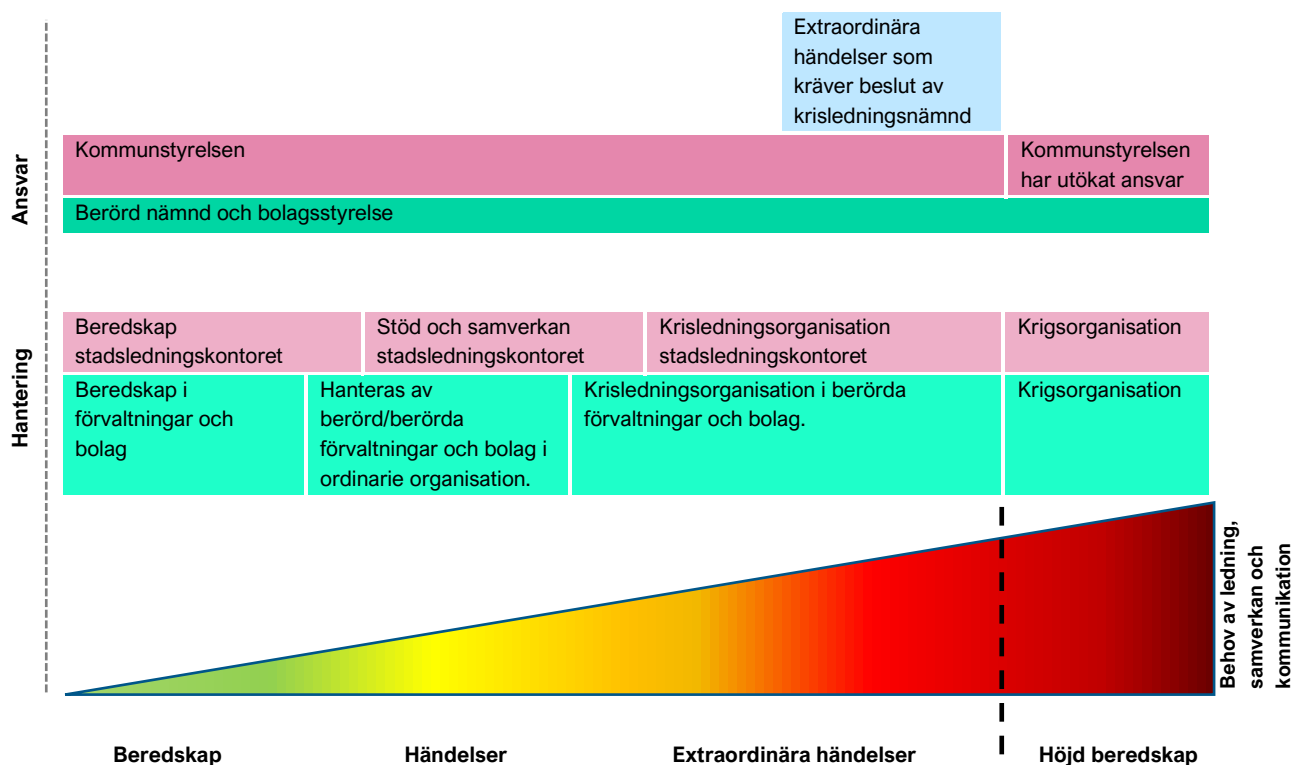 Extraordinära
händelser som
kräver beslut av
krisledningsnämnd
Ansvar
Kommunstyrelsen
Kommunstyrelsen
har utökat ansvar
Berörd nämnd och bolagsstyrelse
Hantering
Beredskap
stadsledningskontoret
Stöd och samverkan
stadsledningskontoret
Krisledningsorganisation
stadsledningskontoret
Krigsorganisation
Beredskap i
förvaltningar och
bolag
Hanteras av
berörd/berörda
förvaltningar och bolag i
ordinarie organisation.
Krisledningsorganisation i berörda
förvaltningar och bolag.
Krigsorganisation
Behov av ledning,
samverkan och
kommunikation
Beredskap
Händelser
Extraordinära händelser
Höjd beredskap